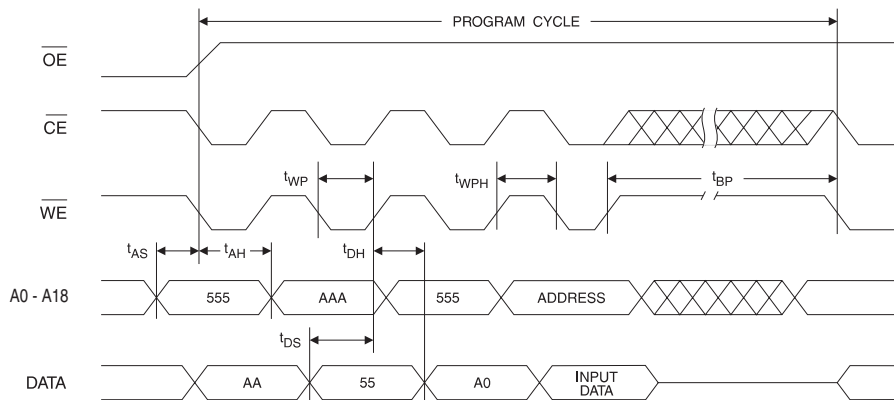 PROGRAM CYCLE
OE
CE
tWP
tWPH
tBP
WE
tAS
tAH
tDH
A0 - A18
555
AAA
555
ADDRESS
tDS
DATA
AA
55
A0
INPUT
DATA